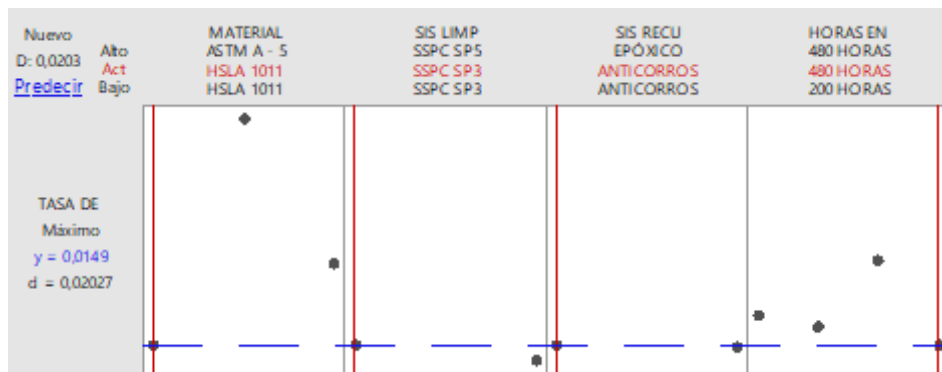 Nuevo
D: 0,0203
Predecir
Alto
Act
Bajo
MATERIAL
ASTM A - 5
HSLA 1011
HSLA 1011
SIS LIMP
SSPC SP5
SSPC SP3
SSPC SP3
SIS RECU
EPÓXICO
ANTICORROS
ANTICORROS
HORAS EN
480 HORAS
480 HORAS
200 HORAS
TASA DE
Máximo
y = 0,0149
d = 0,02027